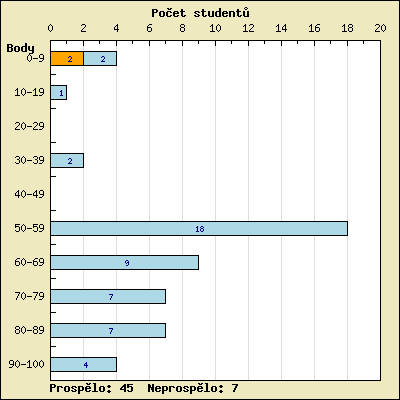 Počet studentů
Body
0 2 4 6 8 10 12 14 16 18 20
0-9 2 2
10-19 1
20-29
30-39 2
40-49
50-59 18
60-69 9
70-79 7
80-89 7
90-100 4
Prospělo: 45 Neprospělo: 7